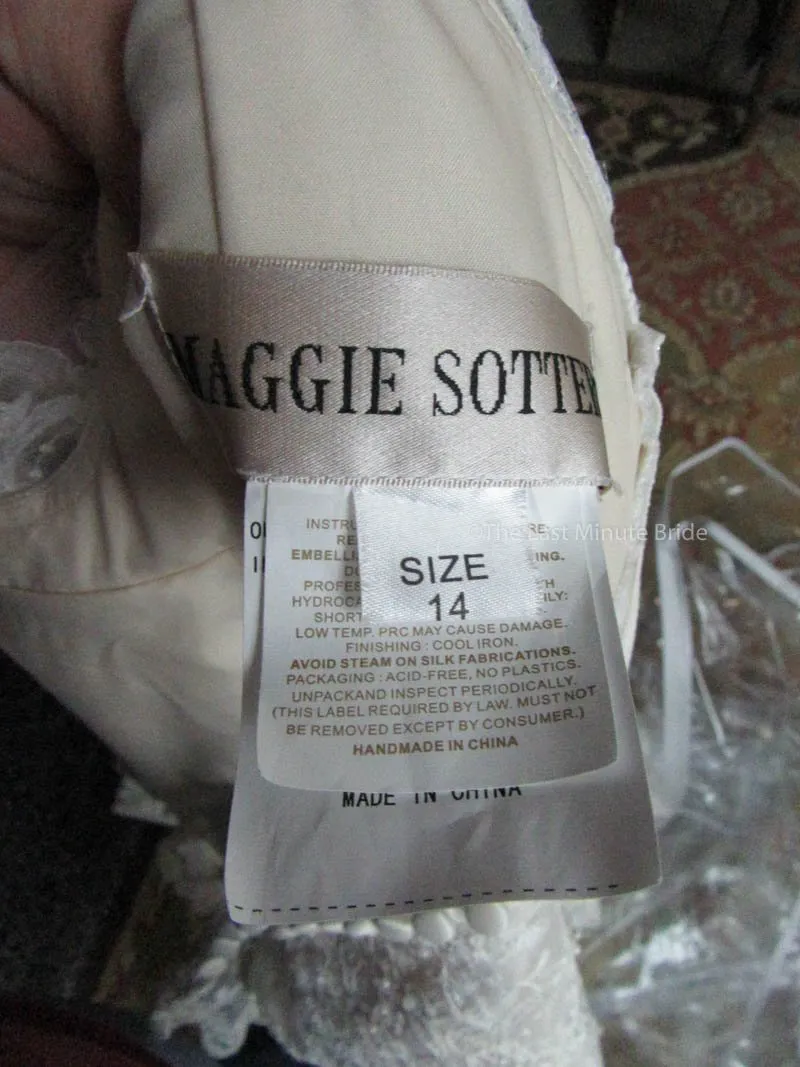 MAGGIE SOTTE
©The Last Minute Bride
SIZE
14
LOW TEMP. PRC MAY CAUSE DAMAGE.
FINISHING : COOL IRON.
AVOID STEAM ON SILK FABRICATIONS.
PACKAGING : ACID-FREE, NO PLASTICS.
UNPACKAND INSPECT PERIODICALLY.
(THIS LABEL REQUIRED BY LAW. MUST NOT
BE REMOVED EXCEPT BY CONSUMER.)
HANDMADE IN CHINA
MADE IN CHINA